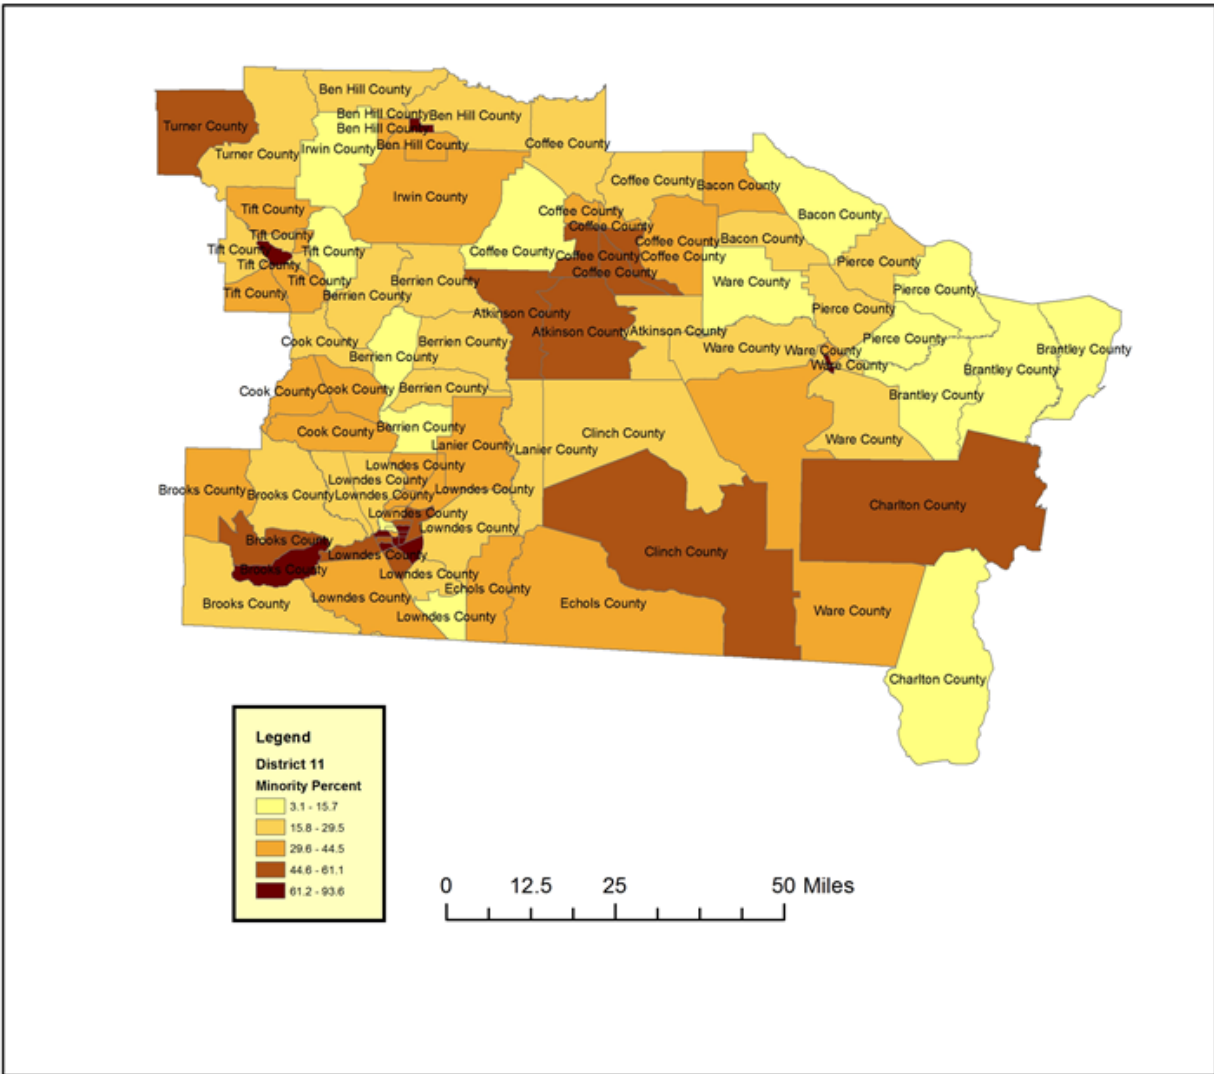 Ben Hill County
Ben Hill County
Ben Hill County
Turner County
Ben Hill County
Ben Hill County
Coffee County
Irwin County
Turner County
Coffee County
Bacon County
Irwin County
Tift County
Coffee County
Bacon County
Coffee County
Tift County
Coffee County
Bacon County
Tift County
Tift County
Coffee County
Coffee County
Coffee County
Pierce County
Tift County
Coffee County
Tift County
Berrien County
Ware County
Tift County
Berrien County
Pierce County
Pierce County
Atkinson County
Atkinson County
Atkinson County
Cook County
Berrien County
Pierce County
Ware County
Ware County
Brantley County
Berrien County
Ware County
Brantley County
Cook County
Cook County
Berrien County
Brantley County
Cook County
Berrien County
Clinch County
Ware County
Lanier County
Lanier County
Lowndes County
Lowndes County
Brooks County
Brooks County
Lowndes County
Lowndes County
Charlton County
Lowndes County
Lowndes County
Brooks County
Lowndes County
Clinch County
Brooks County
Lowndes County
Echols County
Brooks County
Lowndes County
Echols County
Ware County
Lowndes County
Charlton County
Legend
District 11
Minority Percent
3.1 - 15.7
15.8 - 29.5
29.6 - 44.5
44.6 - 61.1
61.2 - 93.6
0 12.5 25 50 Miles